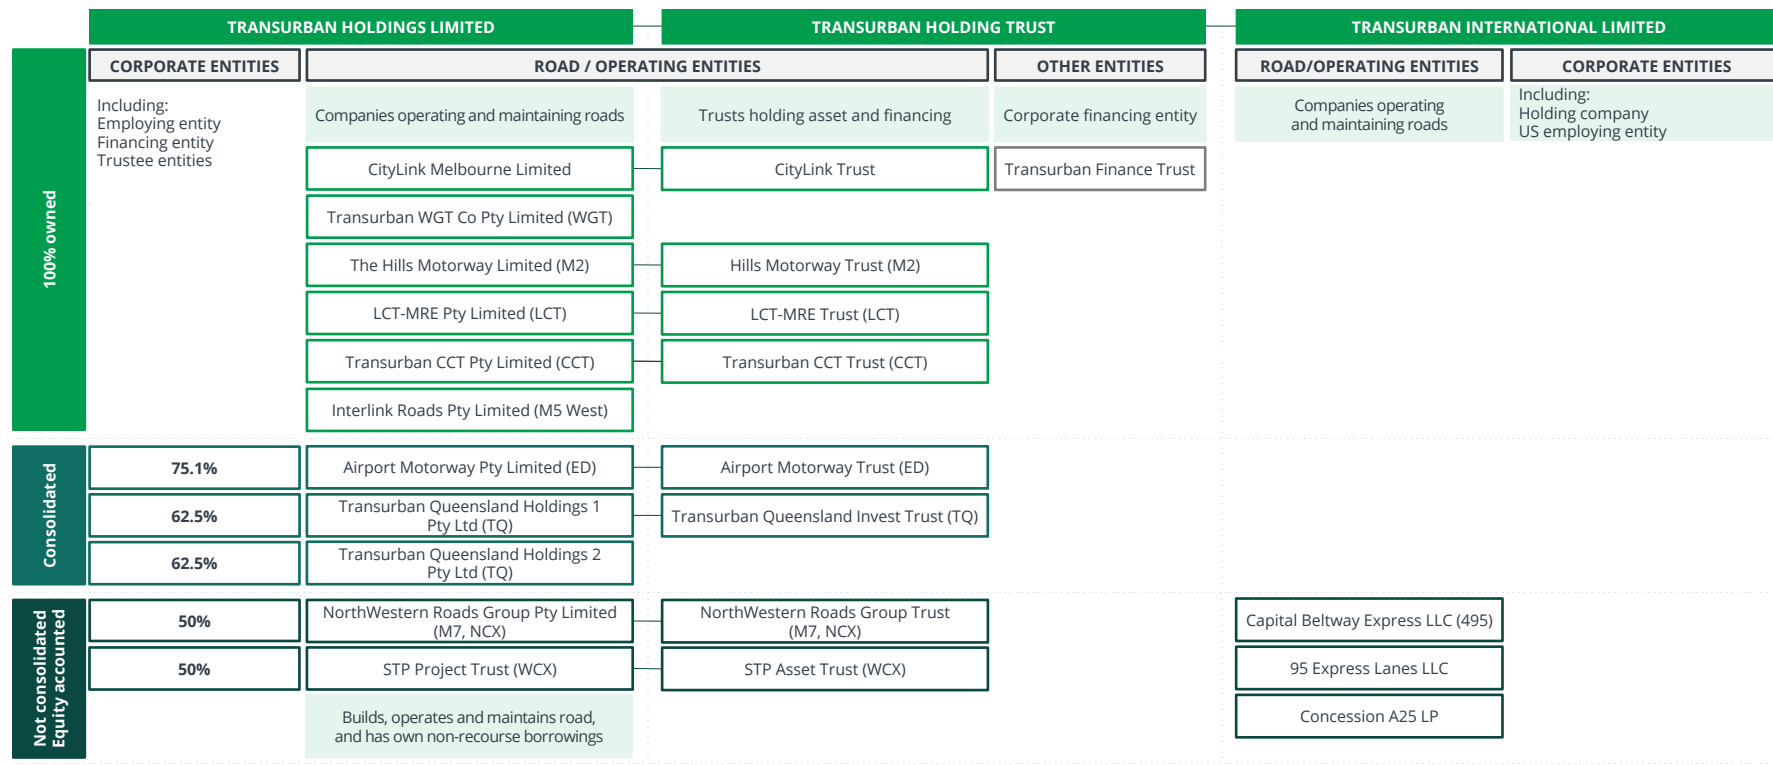 TRANSURBAN HOLDINGS LIMITED
TRANSURBAN HOLDING TRUST
TRANSURBAN INTERNATIONAL LIMITED
CORPORATE ENTITIES
ROAD / OPERATING ENTITIES
OTHER ENTITIES
ROAD/OPERATING ENTITIES
CORPORATE ENTITIES
100% owned
Including:
Employing entity
Financing entity
Trustee entities
Companies operating and maintaining roads
Trusts holding asset and financing
Corporate financing entity
Companies operating
and maintaining roads
Including:
Holding company
US employing entity
CityLink Melbourne Limited
CityLink Trust
Transurban Finance Trust
Transurban WGT Co Pty Limited (WGT)
The Hills Motorway Limited (M2)
Hills Motorway Trust (M2)
LCT-MRE Pty Limited (LCT)
LCT-MRE Trust (LCT)
Transurban CCT Pty Limited (CCT)
Transurban CCT Trust (CCT)
Interlink Roads Pty Limited (M5 West)
Consolidated
75.1%
Airport Motorway Pty Limited (ED)
Airport Motorway Trust (ED)
62.5%
Transurban Queensland Holdings 1
Pty Ltd (TQ)
Transurban Queensland Invest Trust (TQ)
62.5%
Transurban Queensland Holdings 2
Pty Ltd (TQ)
Not consolidated
Equity accounted
50%
NorthWestern Roads Group Pty Limited
(M7, NCX)
NorthWestern Roads Group Trust
(M7, NCX)
Capital Beltway Express LLC (495)
50%
STP Project Trust (WCX)
STP Asset Trust (WCX)
95 Express Lanes LLC
Builds, operates and maintains road,
and has own non-recourse borrowings
Concession A25 LP